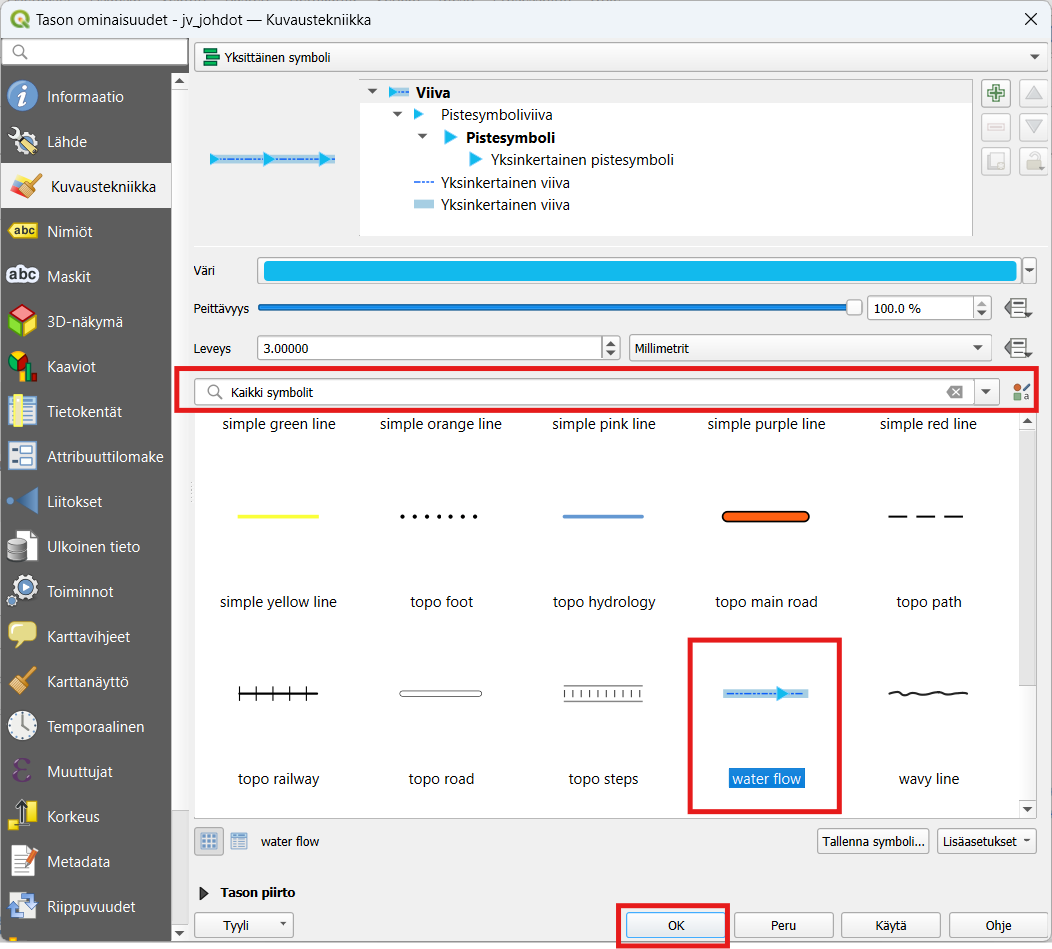 Tason ominaisuudet - jv_johdot — Kuvaustekniikka
Informaatio
Lähde
Kuvaustekniikka
abc Nimiöt
abc Maskit
3D-näkymä
Kaaviot
Tietokentät
Attribuuttilomake
Liitokset
Ulkoinen tieto
Toiminnot
Karttavihjeet
Karttanäyttö
Temporaalinen
Muuttujat
Korkeus
Metadata
Riippuvuudet
Yksittäinen symboli
Viiva
Pistesymboliviiva
Pistesymboli
Yksinkertainen pistesymboli
Yksinkertainen viiva
Yksinkertainen viiva
Väri
Peittävyys 100.0 %
Leveys 3.00000 Millimetrit
Kaikki symbolit
simple green line simple orange line simple pink line simple purple line simple red line
simple yellow line topo foot topo hydrology topo main road topo path
topo railway topo road topo steps water flow wavy line
water flow Tallenna symboli... Lisäasetukset
Tason piirto
Tyyli OK Peru Käytä Ohje